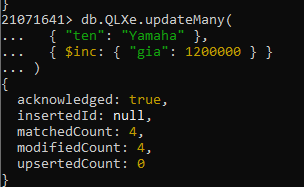 }
21071641> db.QLXe.updateMany(
... { "ten": "Yamaha" },
... { $inc: { "gia": 1200000 } }
... )
{
acknowledged: true,
insertedId: null,
matchedCount: 4,
modifiedCount: 4,
upsertedCount: 0
}